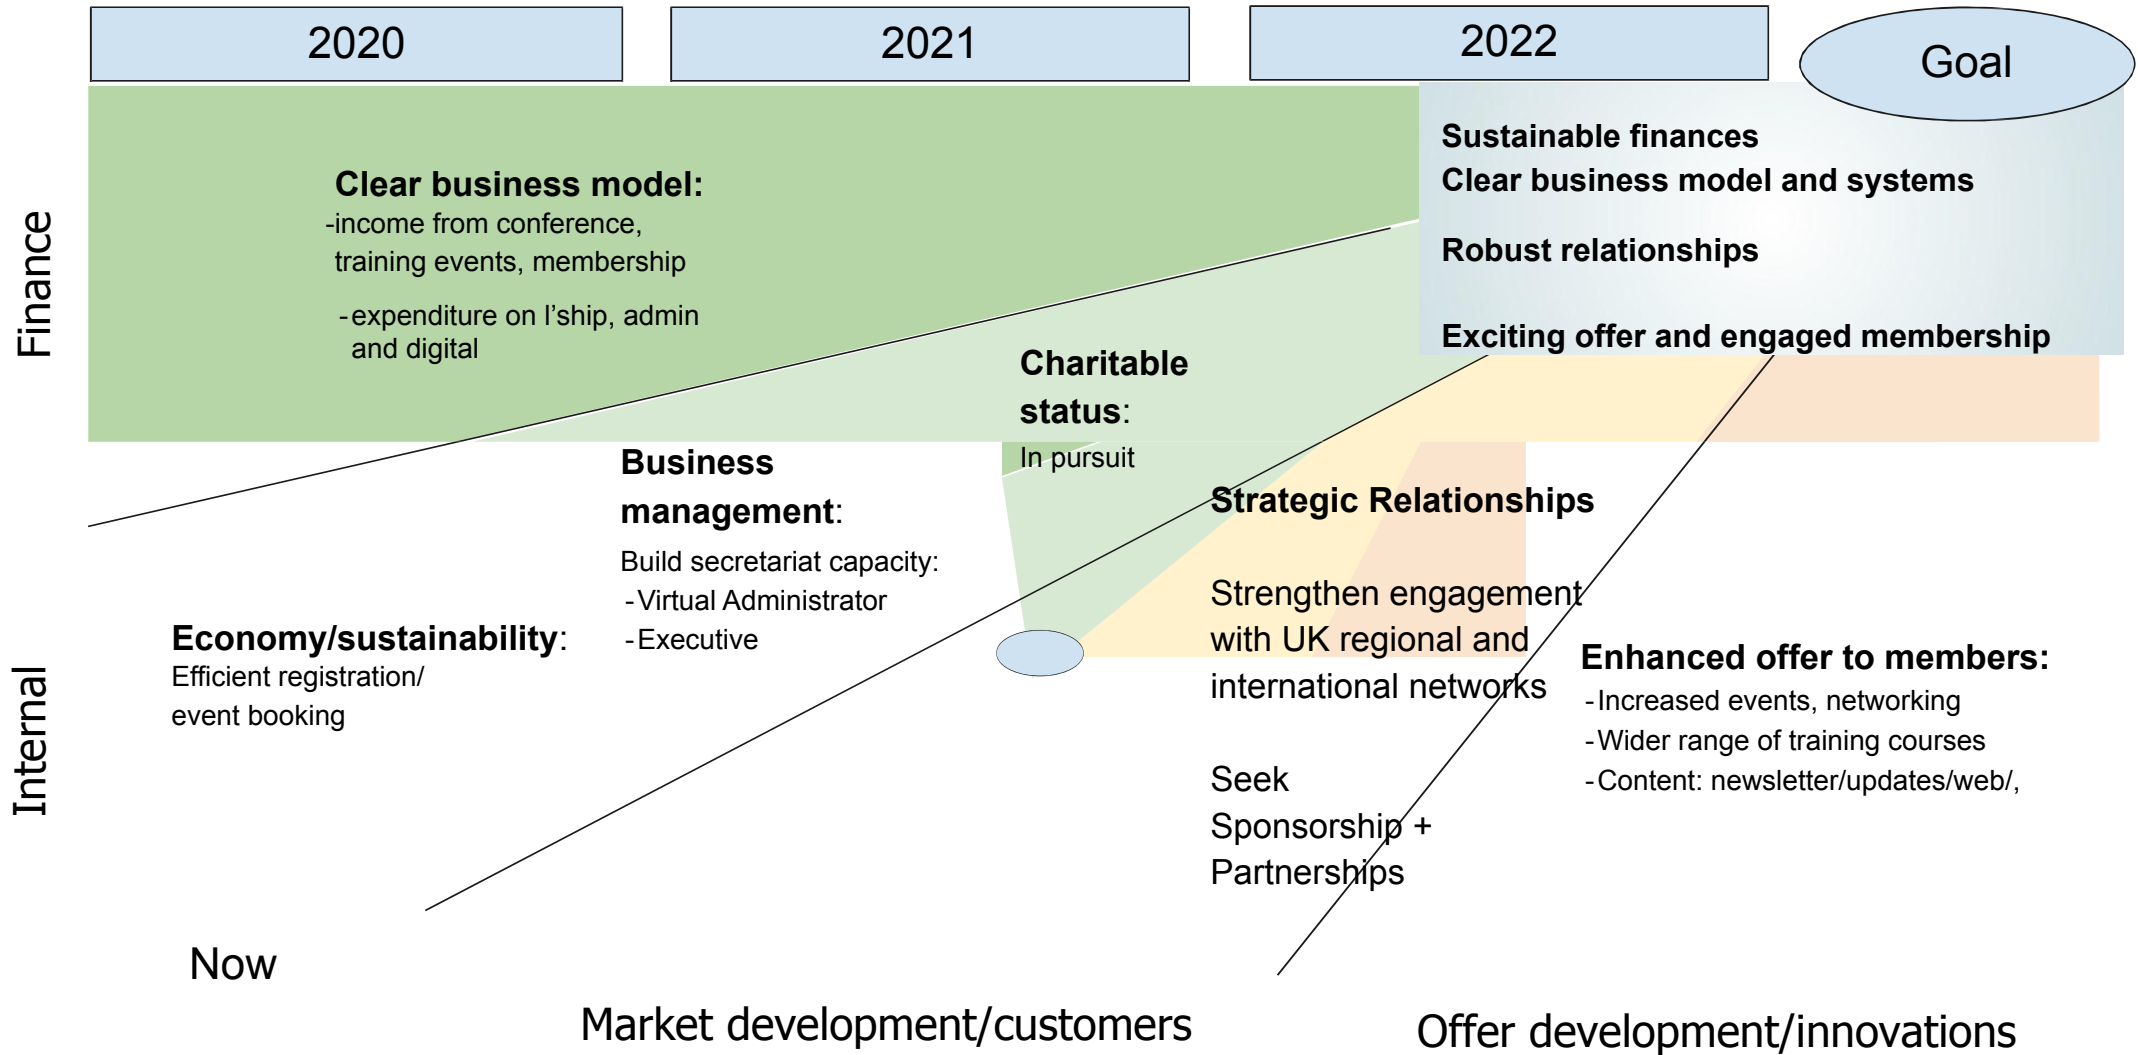 2020
2021
2022
Goal
Finance
Clear business model:
-income from conference,
training events, membership
-expenditure on l’ship, admin
and digital
Sustainable finances
Clear business model and systems
Robust relationships
Exciting offer and engaged membership
Charitable
status:
In pursuit
Business
management:
Build secretariat capacity:
-Virtual Administrator
-Executive
Internal
Economy/sustainability:
Efficient registration/
event booking
Strategic Relationships
Strengthen engagement
with UK regional and
international networks
Seek
Sponsorship +
Partnerships
Enhanced offer to members:
-Increased events, networking
-Wider range of training courses
-Content: newsletter/updates/web/,
Now
Market development/customers
Offer development/innovations